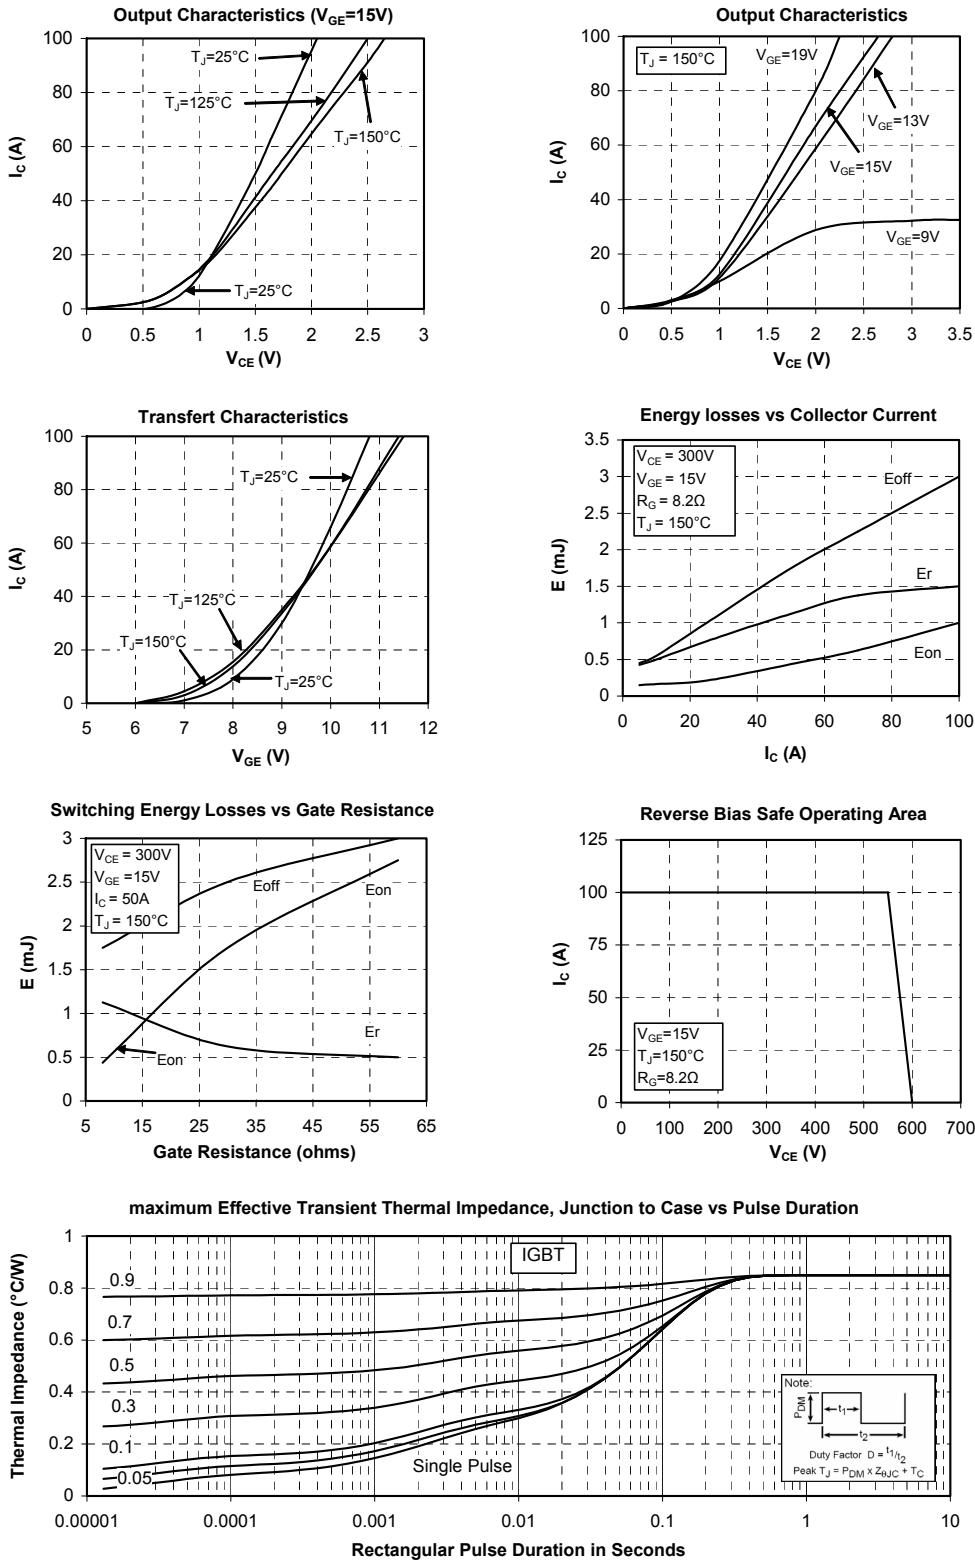 Output Characteristics (VGE=15V)
100
80
60
40
20
0
IC (A)
TJ=25°C
TJ=125°C
TJ=150°C
TJ=25°C
0 0.5 1 1.5 2 2.5 3
VCE (V)
Output Characteristics
100
80
60
40
20
0
IC (A)
TJ = 150°C
VGE=19V
VGE=13V
VGE=15V
VGE=9V
0 0.5 1 1.5 2 2.5 3 3.5
VCE (V)
Transfert Characteristics
100
80
60
40
20
0
IC (A)
TJ=25°C
TJ=125°C
TJ=150°C
TJ=25°C
5 6 7 8 9 10 11 12
VGE (V)
Energy losses vs Collector Current
3.5
3
2.5
2
1.5
1
0.5
0
E (mJ)
VCE = 300V
VGE = 15V
RG = 8.2Ω
TJ = 150°C
Eoff
Er
Eon
0 20 40 60 80 100
IC (A)
Switching Energy Losses vs Gate Resistance
3
2.5
2
1.5
1
0.5
0
E (mJ)
VCE = 300V
VGE =15V
IC = 50A
TJ = 150°C
Eoff
Eon
Er
Eon
5 15 25 35 45 55 65
Gate Resistance (ohms)
Reverse Bias Safe Operating Area
125
100
75
50
25
0
IC (A)
VGE=15V
TJ=150°C
RG=8.2Ω
0 100 200 300 400 500 600 700
VCE (V)
maximum Effective Transient Thermal Impedance, Junction to Case vs Pulse Duration
1
0.8
0.6
0.4
0.2
0
Thermal Impedance (°C/W)
IGBT
0.9
0.7
0.5
0.3
0.1
0.05
Single Pulse
Note:
PDM
t1
t2
Duty Factor D = t1/t2
Peak TJ = PDM x ZθJC + TC
0.00001 0.0001 0.001 0.01 0.1 1 10
Rectangular Pulse Duration in Seconds